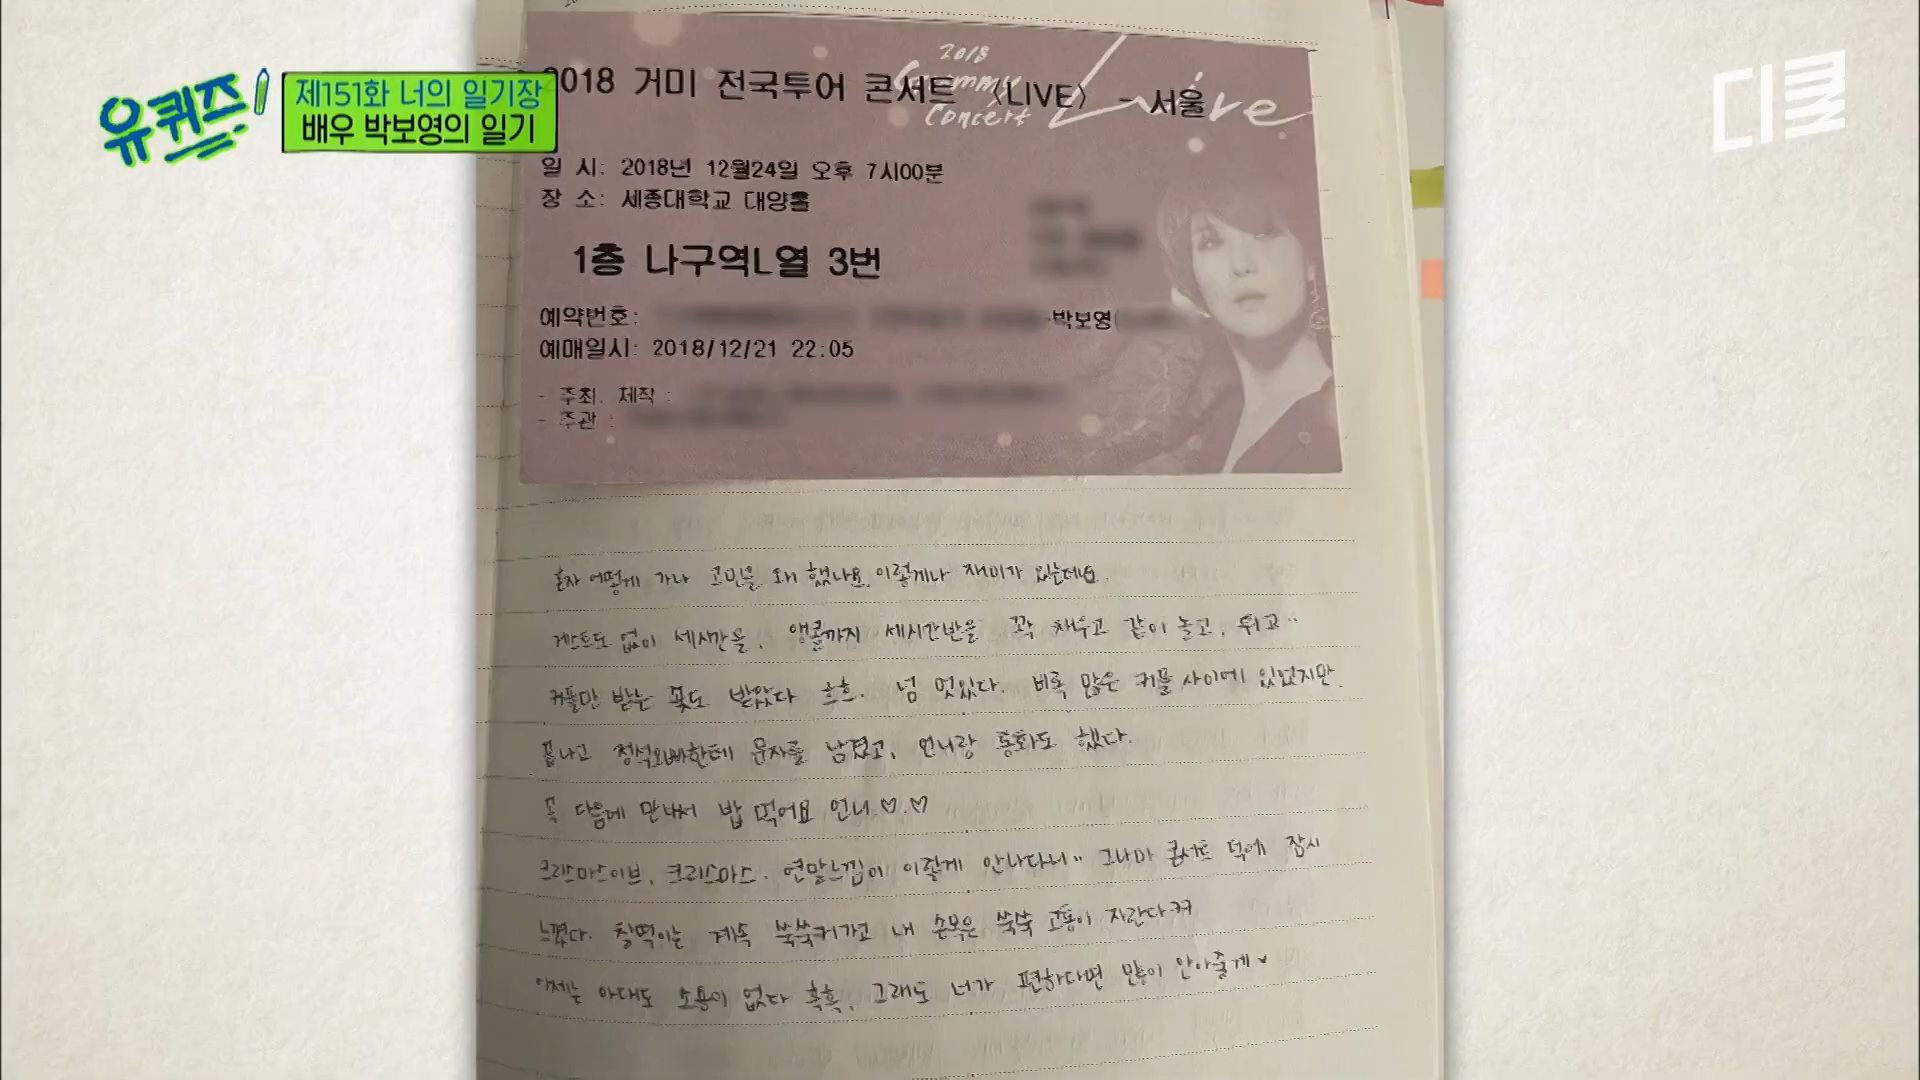 유퀴즈
제151화 너의 일기장
배우 박보영의 일기
디글
2018
Gummy
Concert
Live
2018 거미 전국투어 콘서트 <LIVE> - 서울
일 시: 2018년 12월24일 오후 7시00분
장 소: 세종대학교 대양홀
1층 나구역L열 3번
예약번호: 박보영
예매일시: 2018/12/21 22:05
- 주최, 제작 :
- 주관 :
혼자 어떻게 가나 고민을 왜 했나요. 이렇게나 재미가 있는데요.
게스트도 없이 세시간을, 앵콜까지 세시간반을 꽉 채우고 같이 놀고, 뛰고..
커플만 받는 꽃도 받았다 흐흐. 넘 멋있다. 비록 많은 커플 사이에 있었지만.
끝나고 정석오빠한테 문자를 남겼고, 언니랑 통화도 했다.
꼭 다음에 만나서 밥 먹어요 언니♡.♡
크리스마스이브, 크리스마스. 연말느낌이 이렇게 안나다니.. 그나마 콘서트 덕에 잠시
느꼈다. 찰떡이는 계속 쑥쑥커가고 내 손목은 쑥쑥 고통이 자란다ㅋㅋ
이제는 아대도 소용이 없다 흑흑. 그래도 너가 편하다면 많이 안아줄게♥